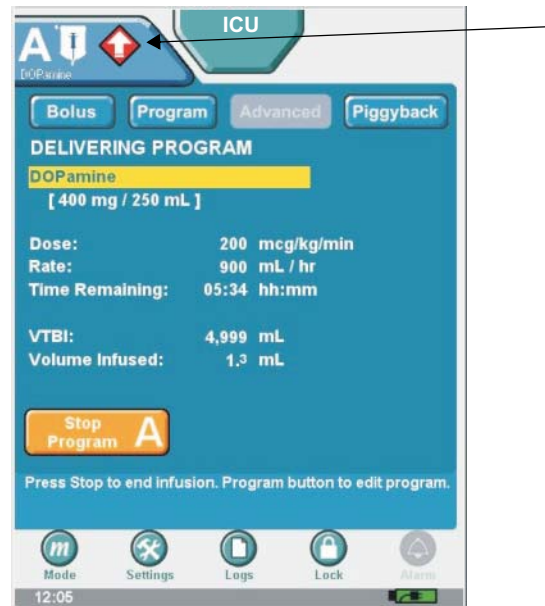 ICU
A
DOPamine
Bolus Program Advanced Piggyback
DELIVERING PROGRAM
DOPamine
[ 400 mg / 250 mL ]
Dose: 200 mcg/kg/min
Rate: 900 mL / hr
Time Remaining: 05:34 hh:mm
VTBI: 4,999 mL
Volume Infused: 1.3 mL
Stop
Program A
Press Stop to end infusion. Program button to edit program.
m
Mode Settings Logs Lock Alarm
12:05